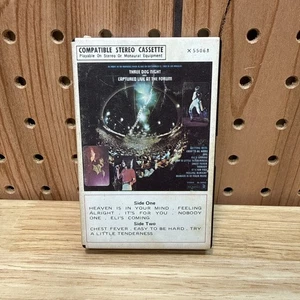 COMPATIBLE STEREO CASSETTE
Playable On Stereo Or Monaural Equipment
X 55068
THREE DOG NIGHT
CAPTURED LIVE AT THE FORUM
Side One
HEAVEN IS IN YOUR MIND . FEELING
ALRIGHT . IT'S FOR YOU . NOBODY
ONE . ELI'S COMING
Side Two
CHEST FEVER . EASY TO BE HARD . TRY
A LITTLE TENDERNESS